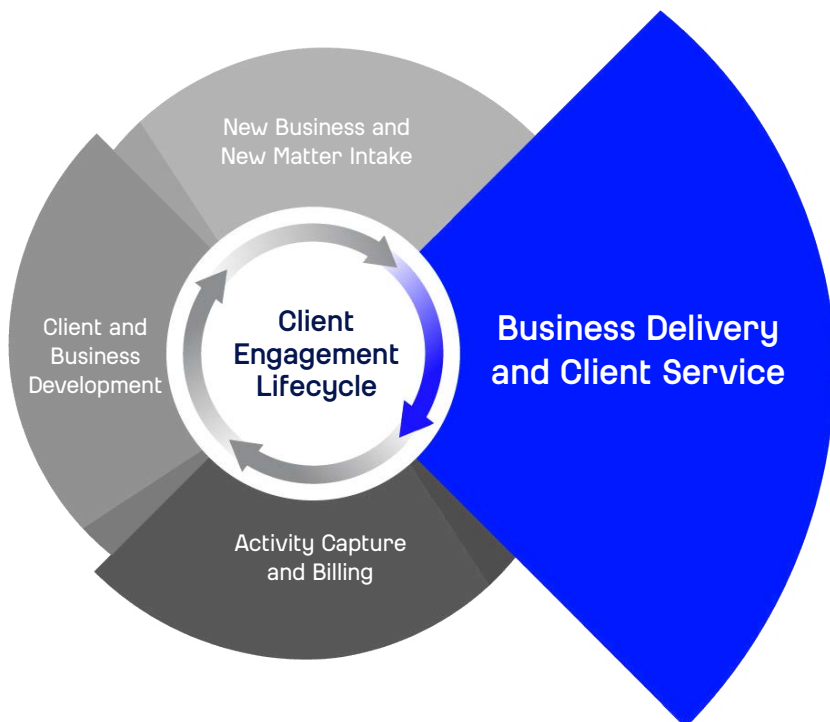 New Business and
New Matter Intake
Business Delivery
and Client Service
Activity Capture
and Billing
Client and
Business
Development
Client
Engagement
Lifecycle